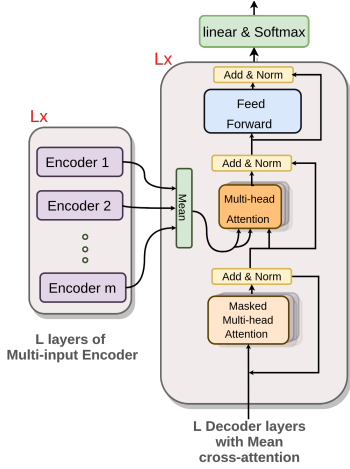 linear & Softmax
Lx
Add & Norm
Feed
Forward
Lx
Add & Norm
Encoder 1
Mean
Multi-head
Attention
Encoder 2
Add & Norm
Encoder m
Masked
Multi-head
Attention
L layers of
Multi-input Encoder
L Decoder layers
with Mean
cross-attention